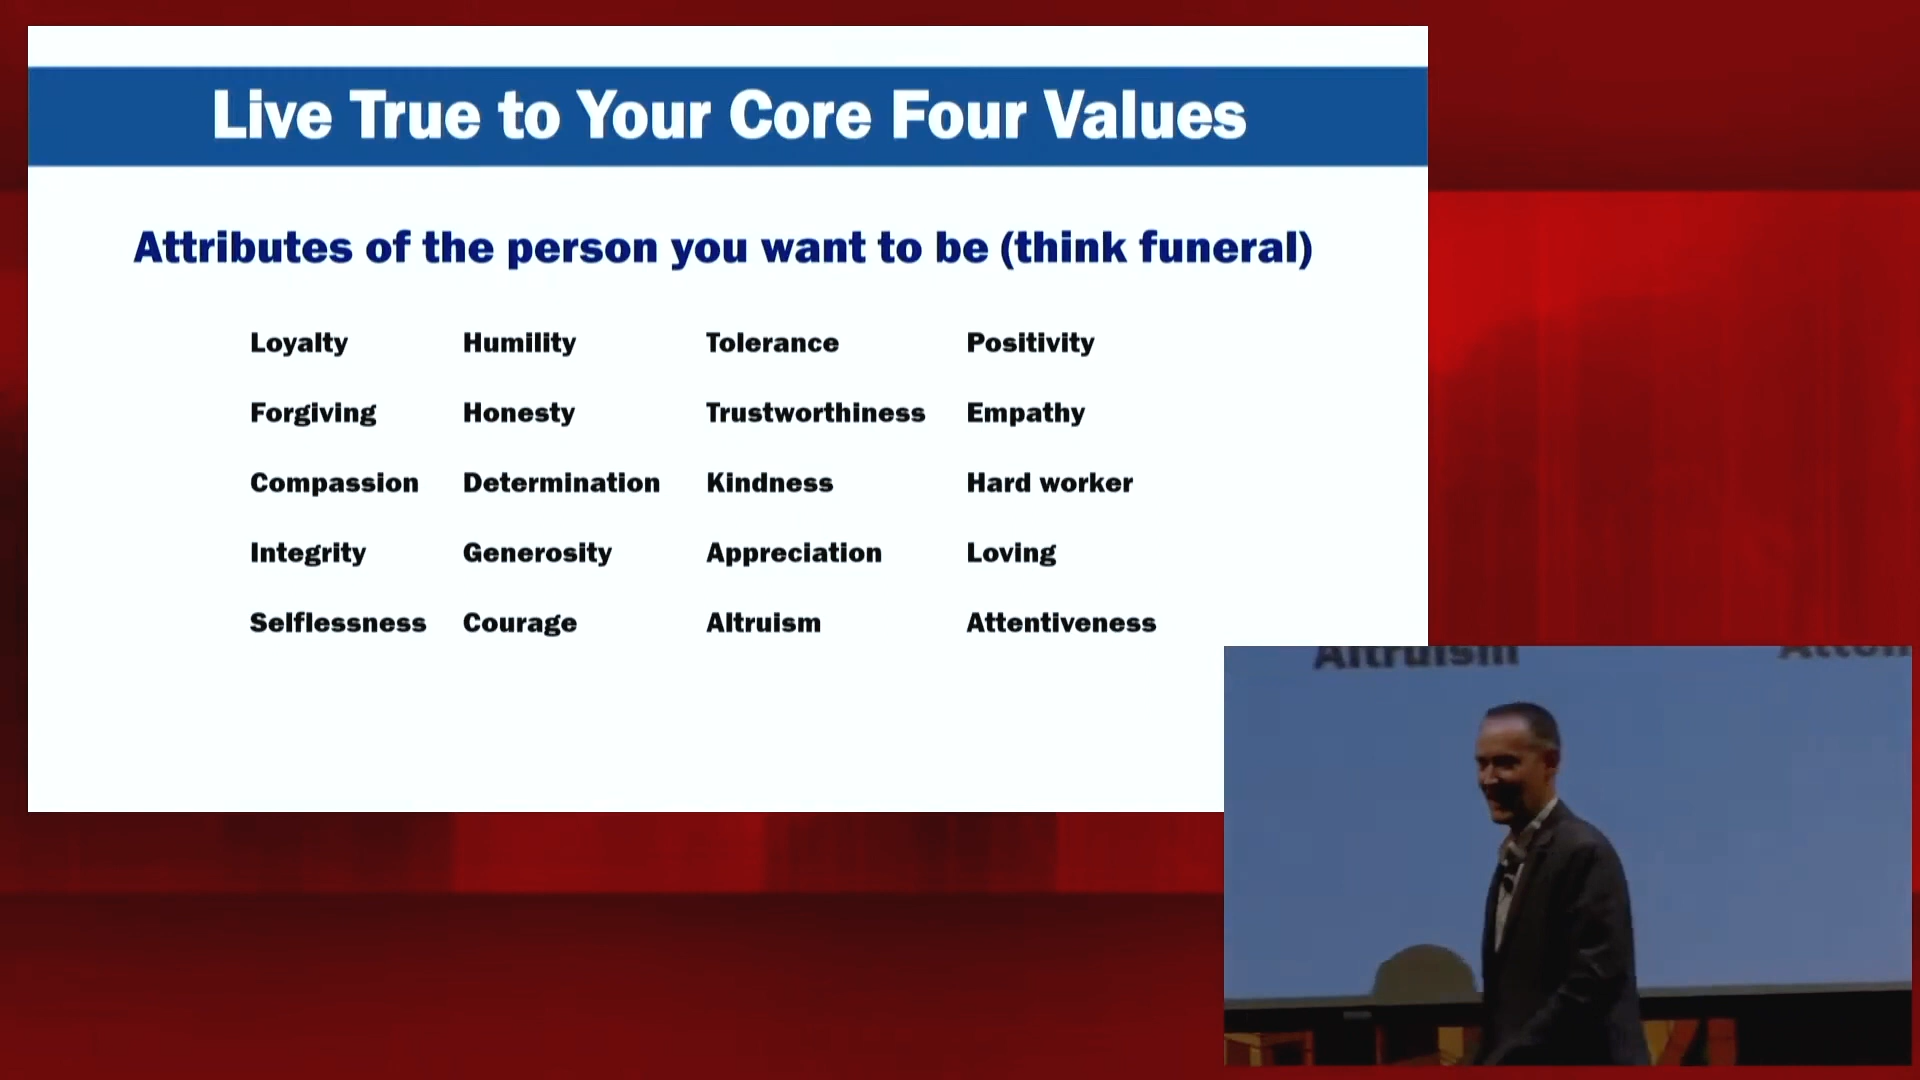 Live True to Your Core Four Values
Attributes of the person you want to be (think funeral)
Loyalty Humility Tolerance Positivity
Forgiving Honesty Trustworthiness Empathy
Compassion Determination Kindness Hard worker
Integrity Generosity Appreciation Loving
Selflessness Courage Altruism Attentiveness
Altruism